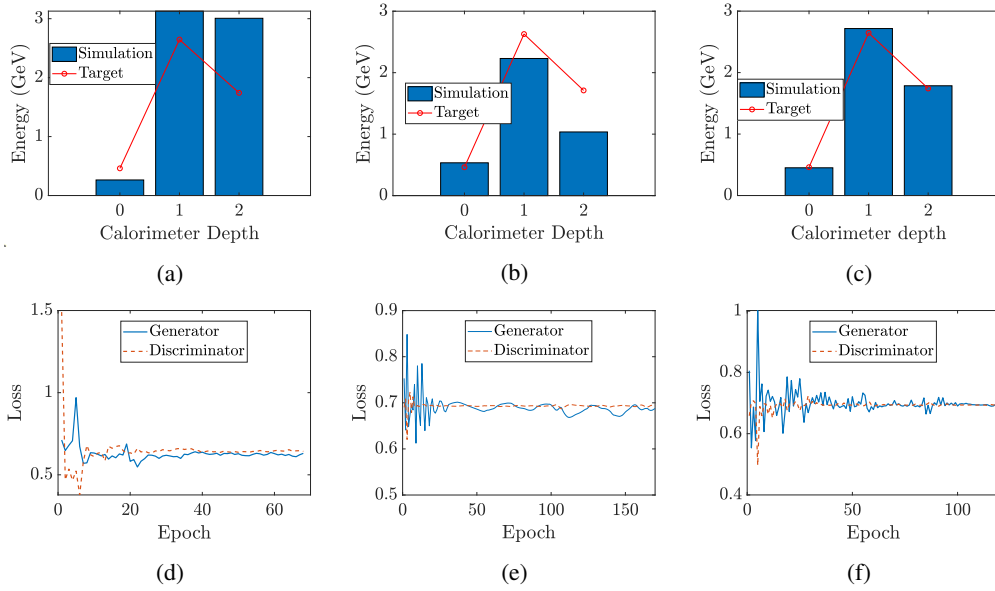 3
2
1
0
Energy (GeV)
Simulation
Target
0 1 2
Calorimeter Depth
(a)
3
2
1
0
Energy (GeV)
Simulation
Target
0 1 2
Calorimeter Depth
(b)
3
2
1
0
Energy (GeV)
Simulation
Target
0 1 2
Calorimeter depth
(c)
1.5
1
0.5
Loss
Generator
Discriminator
0 20 40 60
Epoch
(d)
0.9
0.8
0.7
0.6
0.5
Loss
Generator
Discriminator
0 50 100 150
Epoch
(e)
1
0.8
0.6
0.4
Loss
Generator
Discriminator
0 50 100
Epoch
(f)